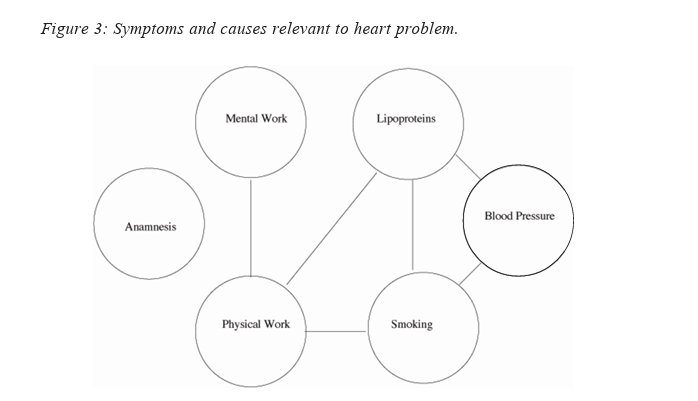 Figure 3: Symptoms and causes relevant to heart problem.
Mental Work
Lipoproteins
Blood Pressure
Anamnesis
Physical Work
Smoking